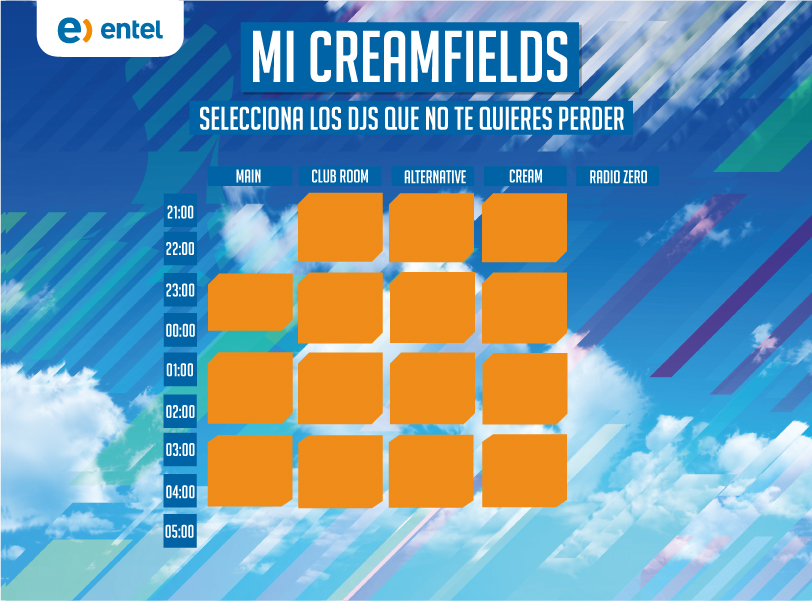 entel
MI CREAMFIELDS
SELECCIONA LOS DJS QUE NO TE QUIERES PERDER
MAIN CLUB ROOM ALTERNATIVE CREAM RADIO ZERO
21:00
22:00
23:00
00:00
01:00
02:00
03:00
04:00
05:00